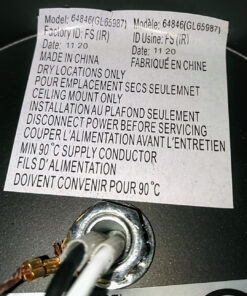 Model: 64846(GL65987) Modèle: 64846(GL65987)
Factory ID: FS (IR) ID Usine: FS (IR)
Date: 11 20 Date: 11 20
MADE IN CHINA FABRIQUÉ EN CHINE
DRY LOCATIONS ONLY
POUR EMPLACEMENT SECS SEULEMNET
CEILING MOUNT ONLY
INSTALLATION AU PLAFOND SEULEMENT
DISCONNECT POWER BEFORE SERVICING
COUPER L'ALIMENTATION AVANT L'ENTRETIEN
MIN 90°C SUPPLY CONDUCTOR
FILS D'ALIMENTATION
DOIVENT CONVENIR POUR 90°C